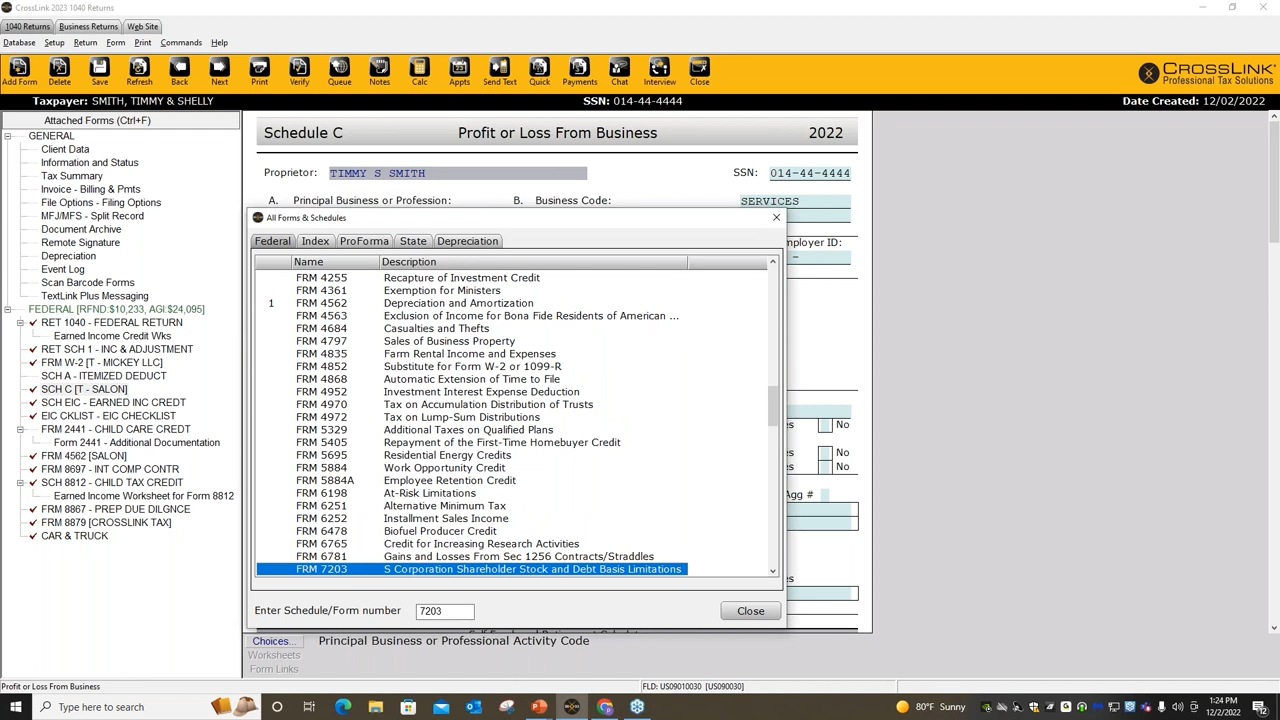 CrossLink 2023 1040 Returns
1040 Returns Business Returns Web Site
Database Setup Return Form Print Commands Help
Add Form Delete Save Refresh Back Next Print Verify Queue Notes Calc Appts Send Text Quick Payments Chat Interview Close
CROSSLINK
Professional Tax Solutions
Taxpayer: SMITH, TIMMY & SHELLY SSN: 014-44-4444 Date Created: 12/02/2022
Attached Forms (Ctrl+F)
GENERAL
Client Data
Information and Status
Tax Summary
Invoice - Billing & Pmts
File Options - Filing Options
MFJ/MFS - Split Record
Document Archive
Remote Signature
Depreciation
Event Log
Scan Barcode Forms
TextLink Plus Messaging
FEDERAL [RFND:$10,233, AGI:$24,095]
RET 1040 - FEDERAL RETURN
Earned Income Credit Wks
RET SCH 1 - INC & ADJUSTMENT
FRM W-2 [T - MICKEY LLC]
SCH A - ITEMIZED DEDUCT
SCH C [T - SALON]
SCH EIC - EARNED INC CREDT
EIC CKLIST - EIC CHECKLIST
FRM 2441 - CHILD CARE CREDT
Form 2441 - Additional Documentation
FRM 4562 [SALON]
FRM 8697 - INT COMP CONTR
SCH 8812 - CHILD TAX CREDIT
Earned Income Worksheet for Form 8812
FRM 8867 - PREP DUE DILGNCE
FRM 8879 [CROSSLINK TAX]
CAR & TRUCK
Schedule C Profit or Loss From Business 2022
Proprietor: TIMMY S SMITH SSN: 014-44-4444
A. Principal Business or Profession: B. Business Code: SERVICES
mployer ID:
–
es No
es No
es No
Agg #
es
es
All Forms & Schedules
Federal Index ProForma State Depreciation
Name Description
FRM 4255 Recapture of Investment Credit
FRM 4361 Exemption for Ministers
1 FRM 4562 Depreciation and Amortization
FRM 4563 Exclusion of Income for Bona Fide Residents of American ...
FRM 4684 Casualties and Thefts
FRM 4797 Sales of Business Property
FRM 4835 Farm Rental Income and Expenses
FRM 4852 Substitute for Form W-2 or 1099-R
FRM 4868 Automatic Extension of Time to File
FRM 4952 Investment Interest Expense Deduction
FRM 4970 Tax on Accumulation Distribution of Trusts
FRM 4972 Tax on Lump-Sum Distributions
FRM 5329 Additional Taxes on Qualified Plans
FRM 5405 Repayment of the First-Time Homebuyer Credit
FRM 5695 Residential Energy Credits
FRM 5884 Work Opportunity Credit
FRM 5884A Employee Retention Credit
FRM 6198 At-Risk Limitations
FRM 6251 Alternative Minimum Tax
FRM 6252 Installment Sales Income
FRM 6478 Biofuel Producer Credit
FRM 6765 Credit for Increasing Research Activities
FRM 6781 Gains and Losses From Sec 1256 Contracts/Straddles
FRM 7203 S Corporation Shareholder Stock and Debt Basis Limitations
Enter Schedule/Form number 7203 Close
Choices... Principal Business or Professional Activity Code
Worksheets
Form Links
Profit or Loss From Business FLD: US09010030 [US090030]
Type here to search 80°F Sunny 1:24 PM
12/2/2022